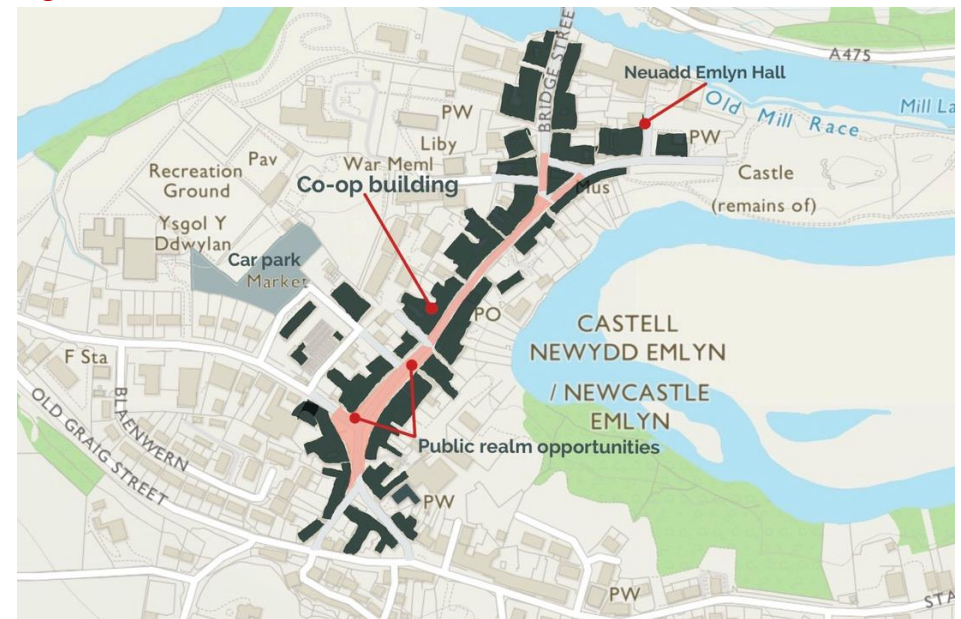 BRIDGE STREET
A475
Neuadd Emlyn Hall
Old Mill Race
Mill La
PW
Liby
War Meml
Pav
Recreation
Ground
PW
Castle
(remains of)
Mus
Co-op building
Ysgol Y
Ddwylan
Car park
Market
PO
CASTELL
NEWYDD EMLYN
/ NEWCASTLE
EMLYN
F Sta
BLAENWERN
OLD GRAIG STREET
Public realm opportunities
PW
PW
STA